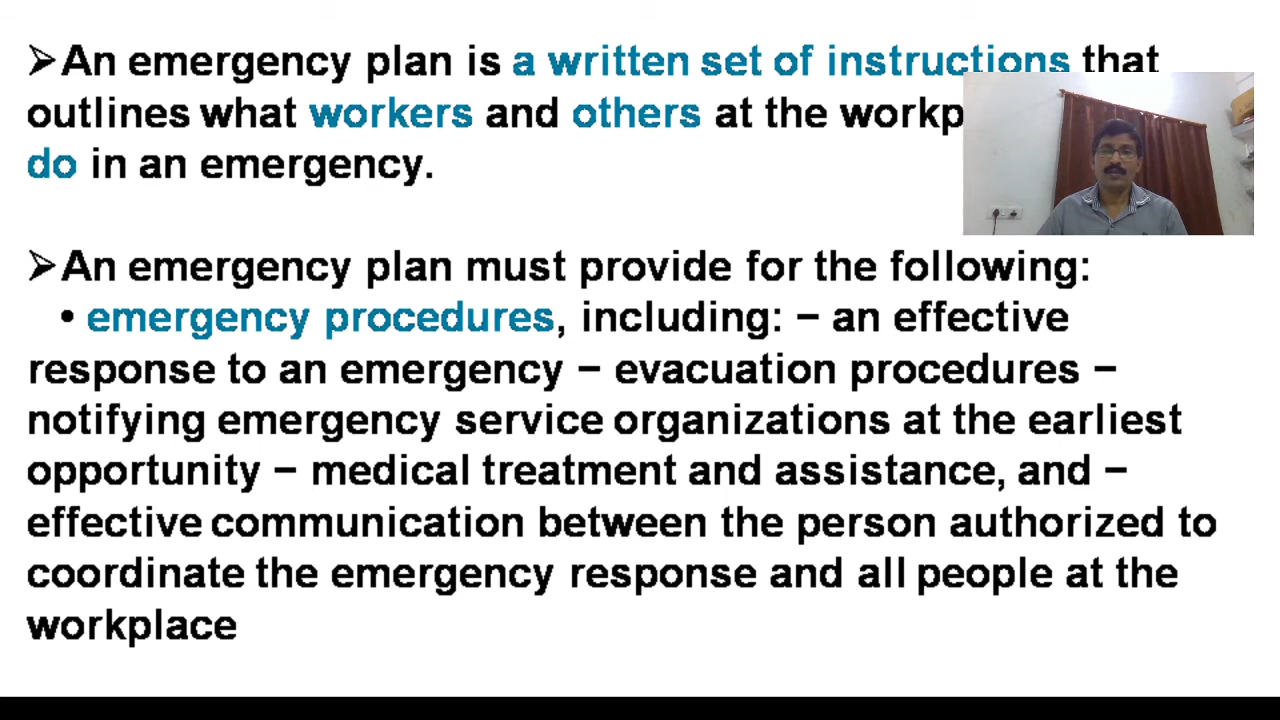 ➢An emergency plan is a written set of instructions that
outlines what workers and others at the
do in an emergency.
➢An emergency plan must provide for the following:
• emergency procedures, including: – an effective
response to an emergency – evacuation procedures –
notifying emergency service organizations at the earliest
opportunity – medical treatment and assistance, and –
effective communication between the person authorized to
coordinate the emergency response and all people at the
workplace